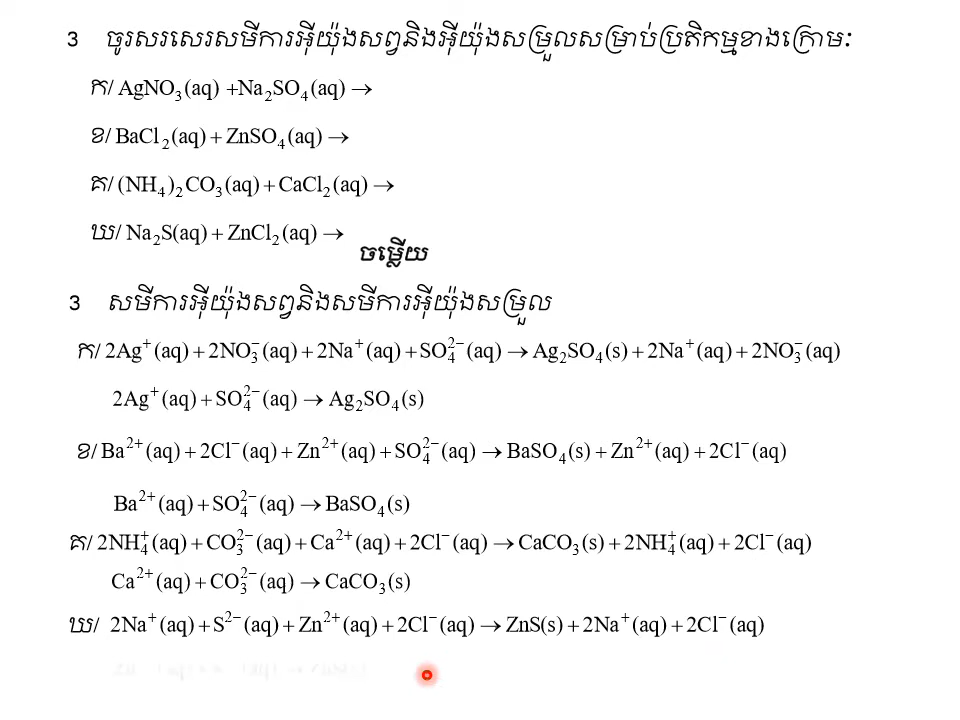 3 ចូរសរសេរសមីការអ៊ីយ៉ុងសព្វនិងអ៊ីយ៉ុងសម្រួលសម្រាប់ប្រតិកម្មខាងក្រោមៈ
ក/ AgNO₃(aq) +Na₂SO₄(aq) →
ខ/ BaCl₂(aq) + ZnSO₄(aq) →
គ/ (NH₄)₂CO₃(aq) + CaCl₂(aq) →
ឃ/ Na₂S(aq) + ZnCl₂(aq) →
ចម្លើយ
3 សមីការអ៊ីយ៉ុងសព្វនិងសមីការអ៊ីយ៉ុងសម្រួល
ក/ 2Ag⁺(aq) + 2NO₃⁻(aq) + 2Na⁺(aq) + SO₄²⁻(aq) → Ag₂SO₄(s) + 2Na⁺(aq) + 2NO₃⁻(aq)
2Ag⁺(aq) + SO₄²⁻(aq) → Ag₂SO₄(s)
ខ/ Ba²⁺(aq) + 2Cl⁻(aq) + Zn²⁺(aq) + SO₄²⁻(aq) → BaSO₄(s) + Zn²⁺(aq) + 2Cl⁻(aq)
Ba²⁺(aq) + SO₄²⁻(aq) → BaSO₄(s)
គ/ 2NH₄⁺(aq) + CO₃²⁻(aq) + Ca²⁺(aq) + 2Cl⁻(aq) → CaCO₃(s) + 2NH₄⁺(aq) + 2Cl⁻(aq)
Ca²⁺(aq) + CO₃²⁻(aq) → CaCO₃(s)
ឃ/ 2Na⁺(aq) + S²⁻(aq) + Zn²⁺(aq) + 2Cl⁻(aq) → ZnS(s) + 2Na⁺(aq) + 2Cl⁻(aq)